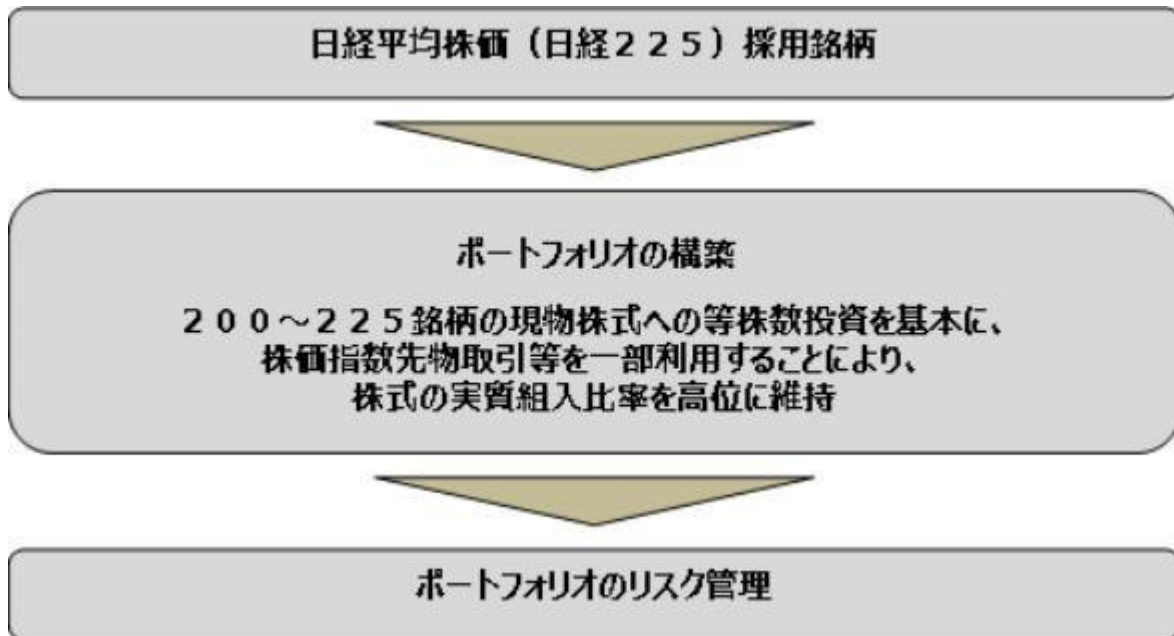 日経平均株価（日経２２５）採用銘柄
ポートフォリオの構築
２００～２２５銘柄の現物株式への等株数投資を基本に、
株価指数先物取引等を一部利用することにより、
株式の実質組入比率を高位に維持
ポートフォリオのリスク管理